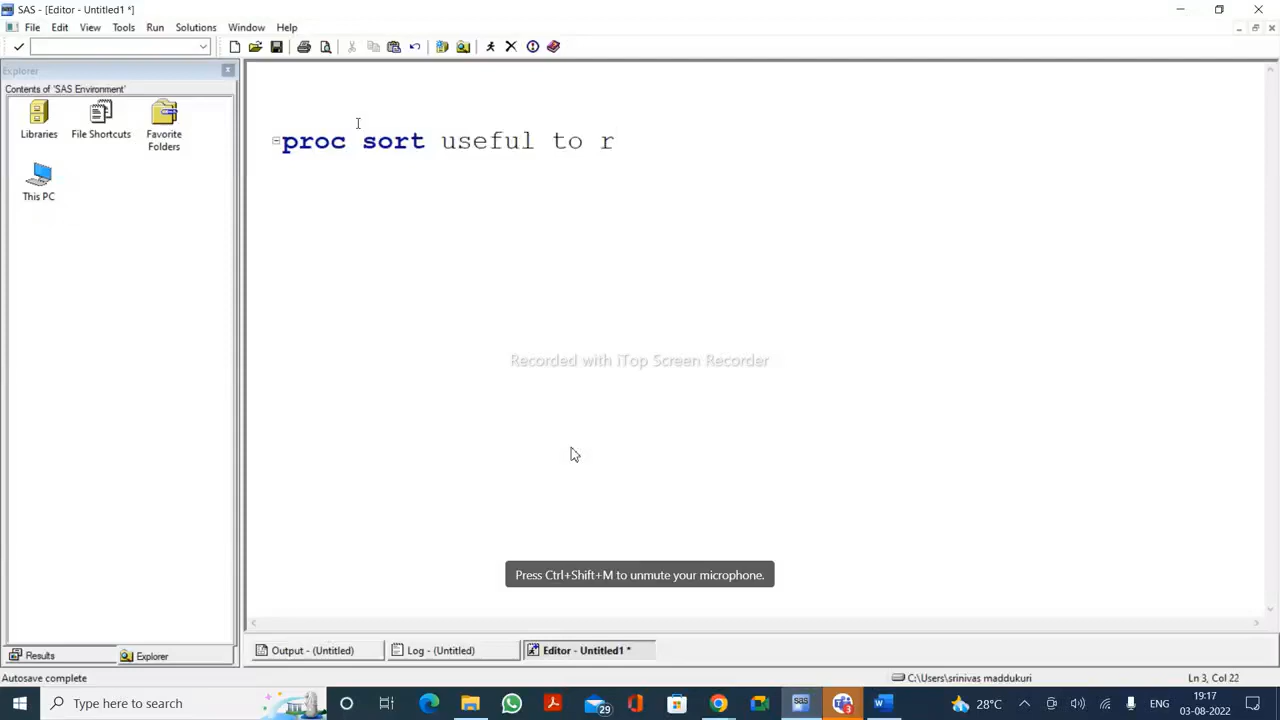 SAS - [Editor - Untitled1 *]
File Edit View Tools Run Solutions Window Help
Explorer
Contents of 'SAS Environment'
Libraries
File Shortcuts
Favorite
Folders
This PC
proc sort useful to r
Recorded with iTop Screen Recorder
Press Ctrl+Shift+M to unmute your microphone.
Results
Explorer
Output - (Untitled)
Log - (Untitled)
Editor - Untitled1 *
Autosave complete
C:\Users\srinivas maddukuri
Ln 3, Col 22
Type here to search
29
sas
3
28°C
ENG
19:17
03-08-2022